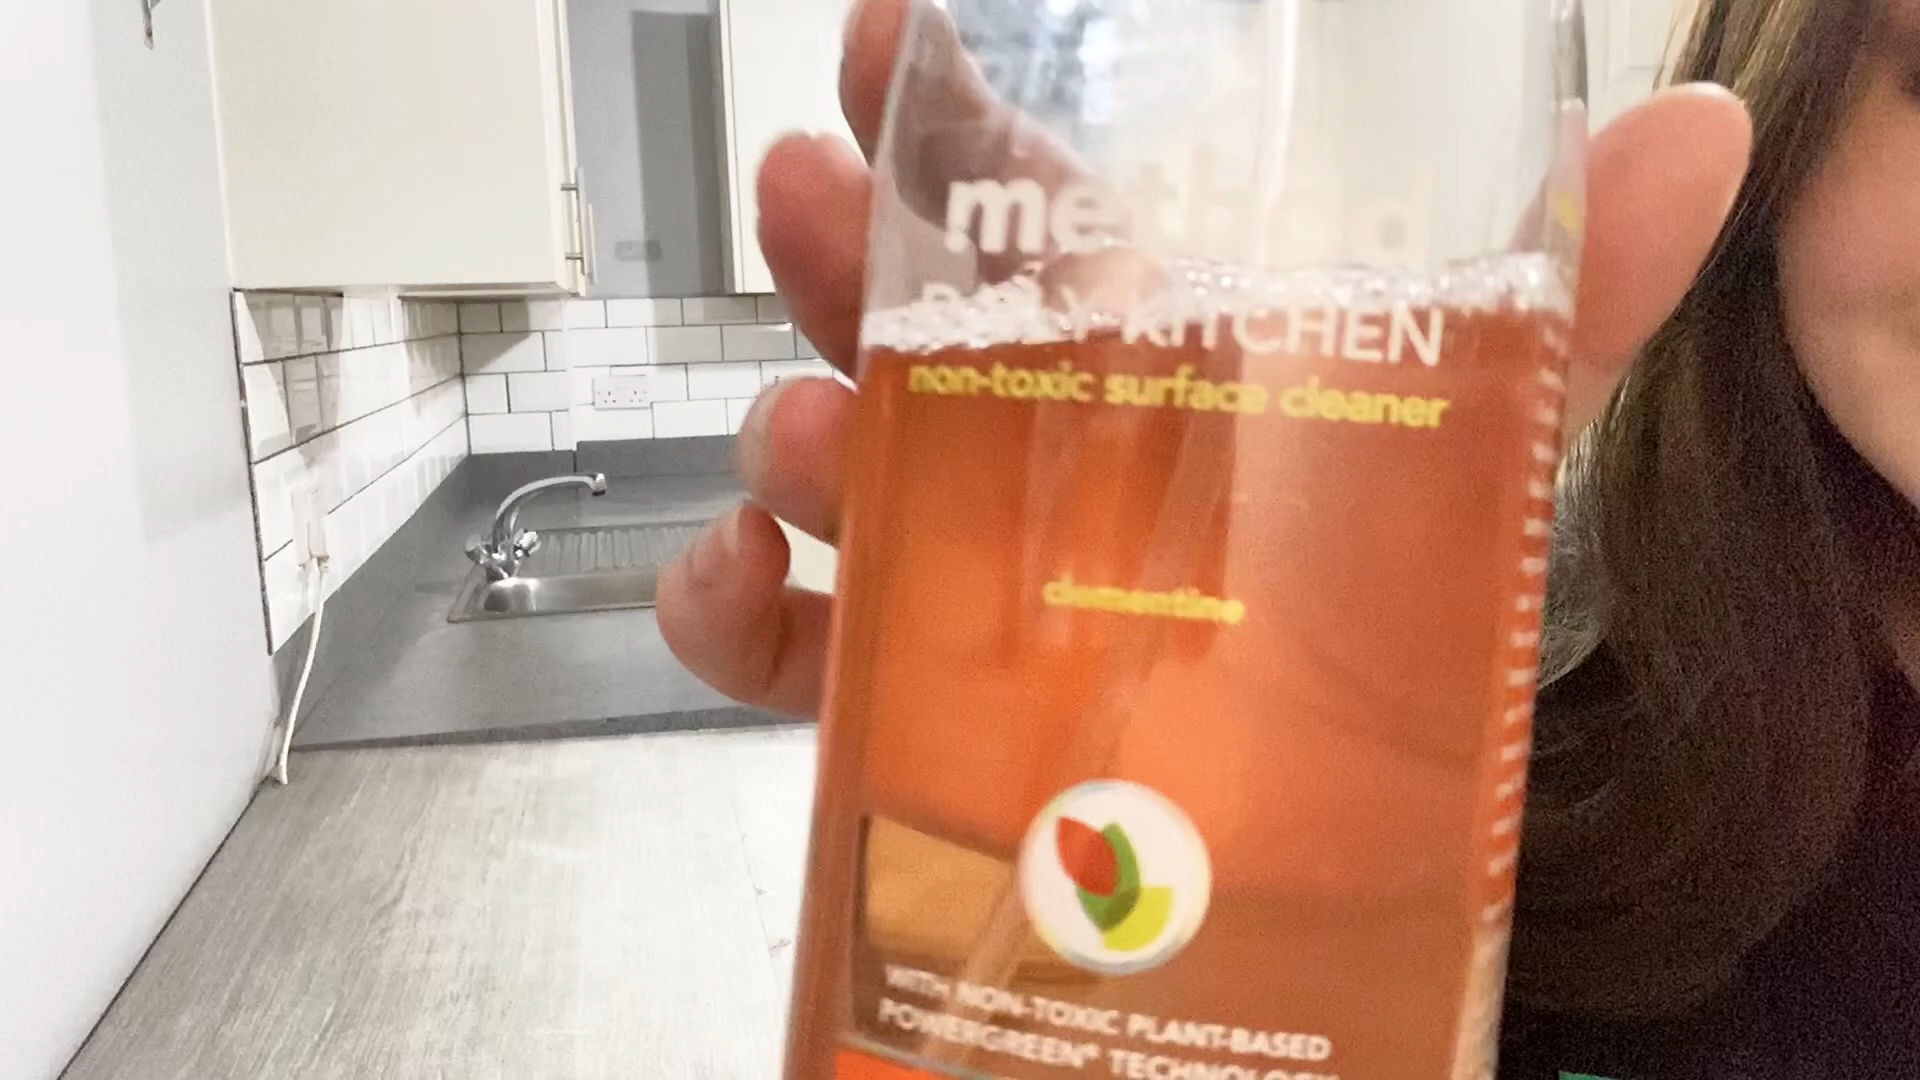 method
DAILY KITCHEN
non-toxic surface cleaner
clementine
WITH NON-TOXIC PLANT-BASED
POWERGREEN® TECHNOLOGY